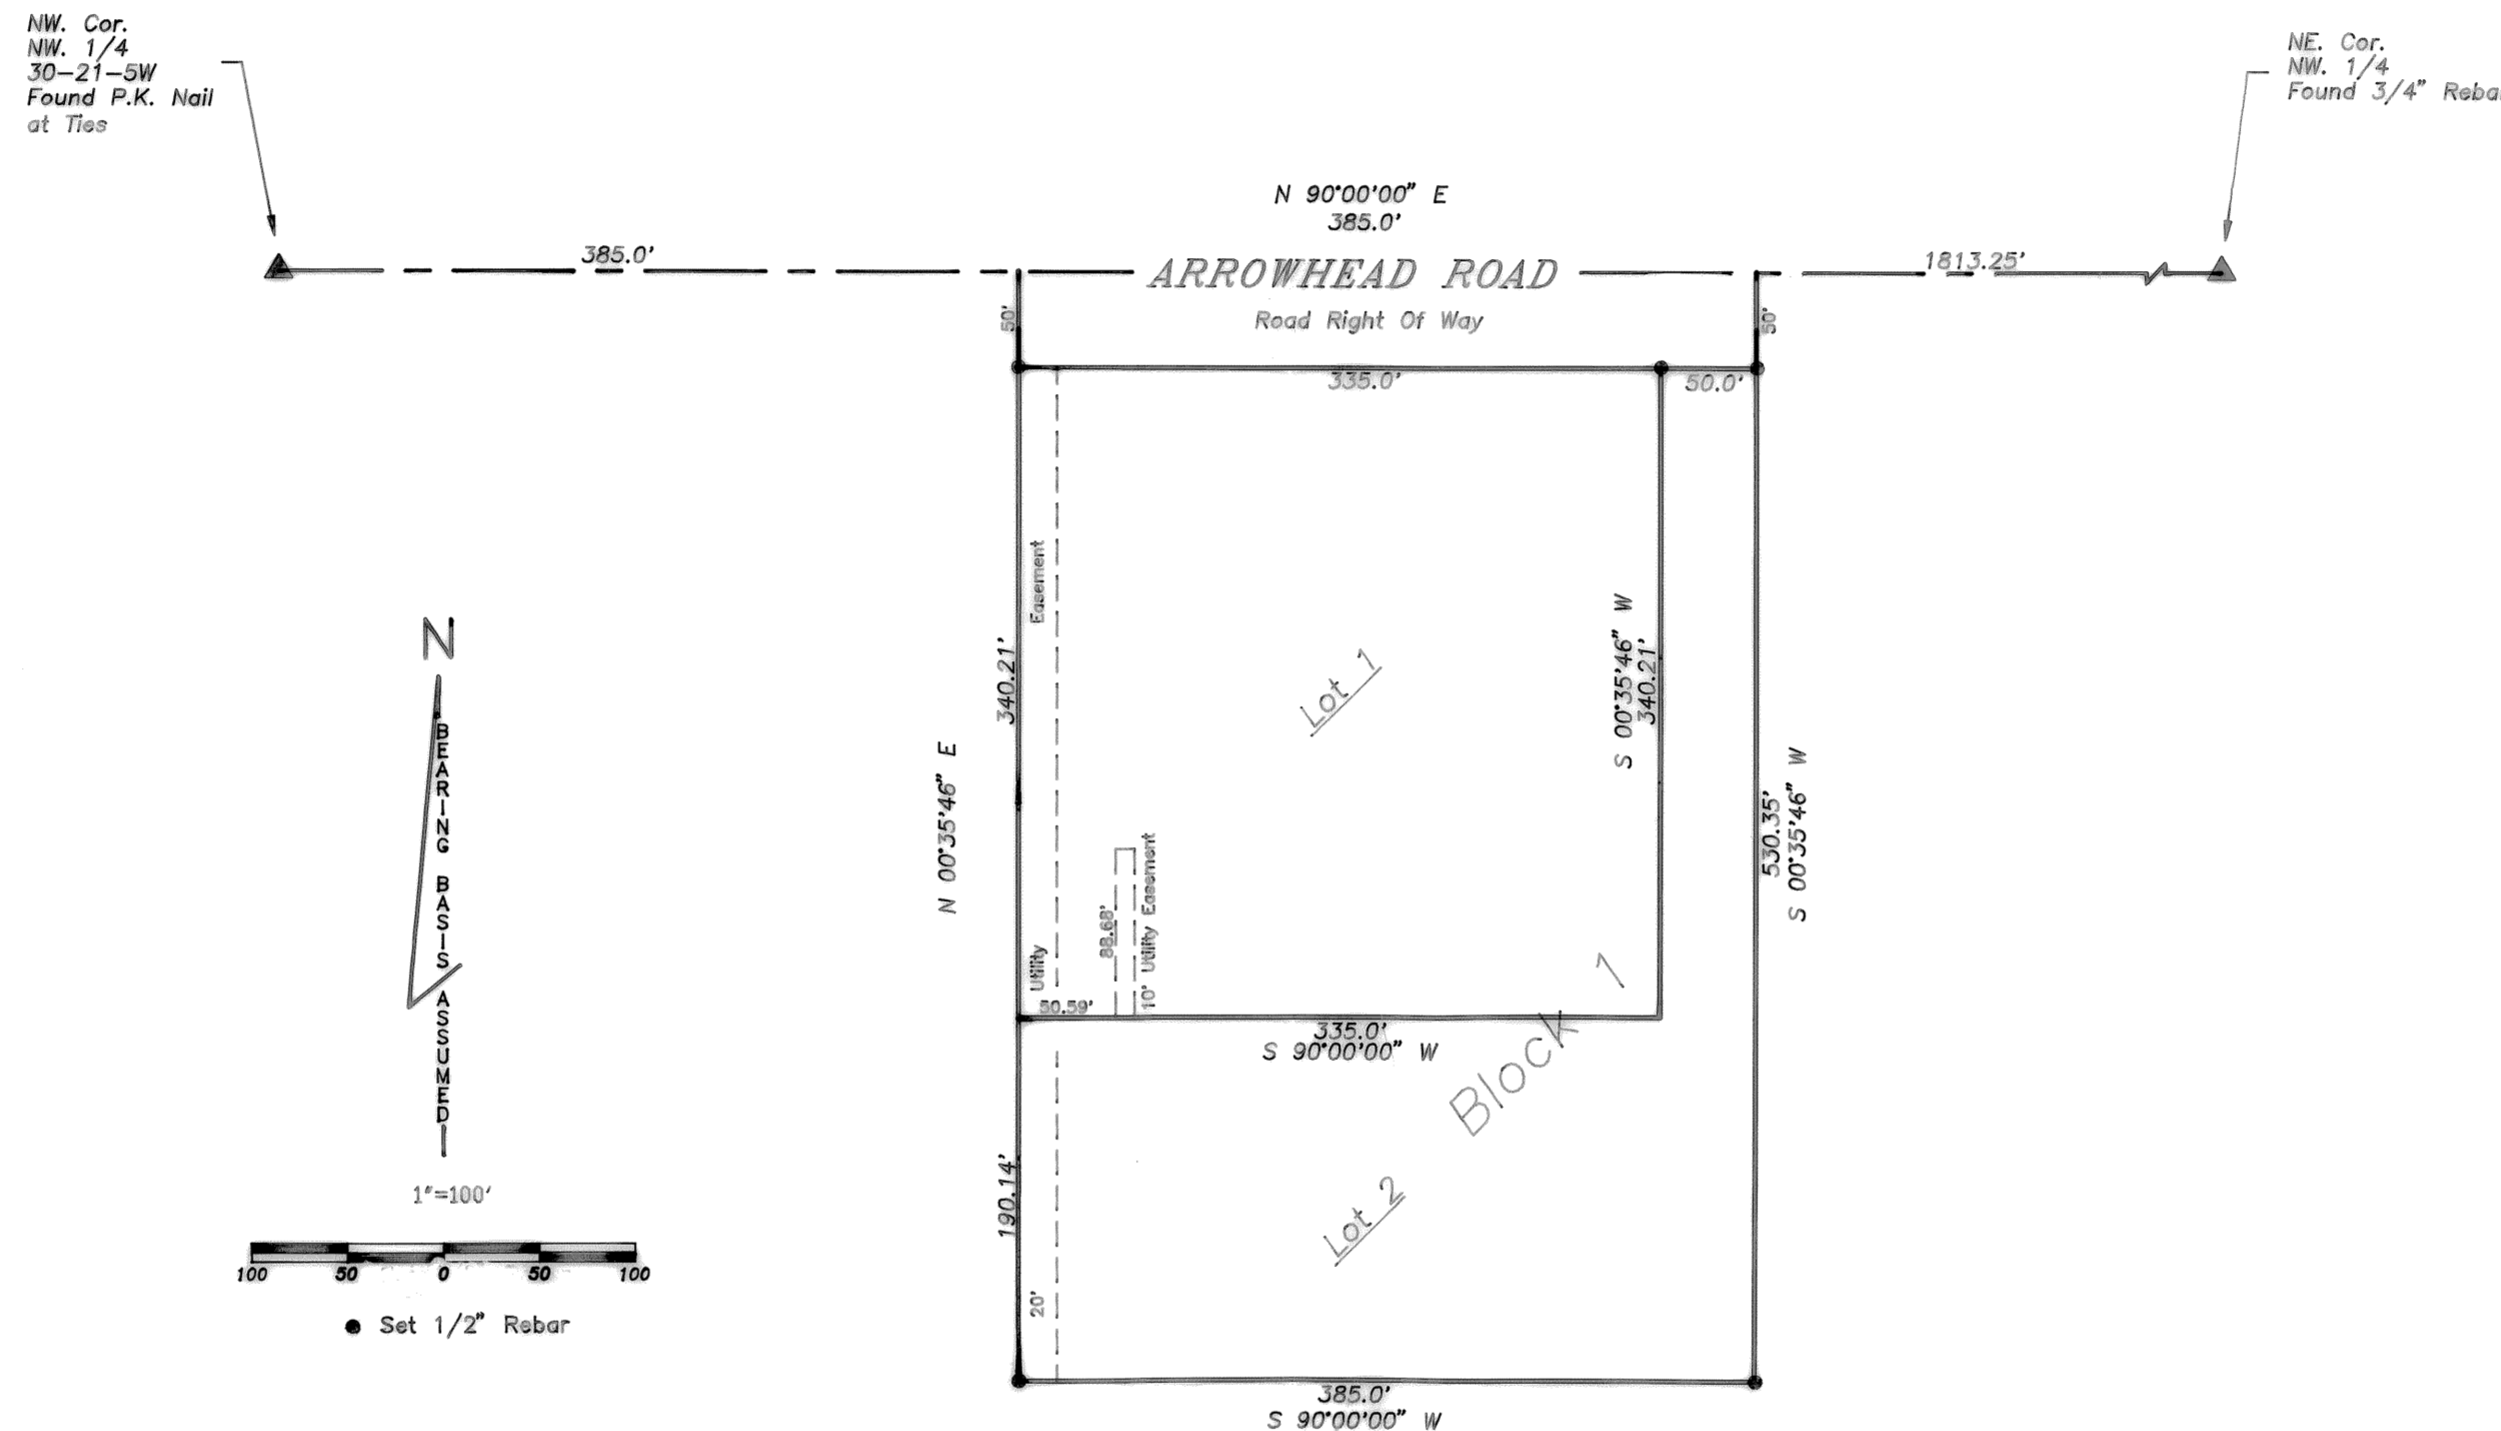 NW. Cor.
NW. 1/4
30-21-5W
Found P.K. Nail
at Ties
NE. Cor.
NW. 1/4
Found 3/4" Rebar
N 90°00'00" E
385.0'
385.0'
ARROWHEAD ROAD
1813.25'
50'
Road Right Of Way
50'
335.0'
50.0'
Easement
340.21'
N 00°35'46" E
Lot 1
S 00°35'46" W
340.21'
530.35'
S 00°35'46" W
N
BEARING BASIS ASSUMED
Utility
88.68'
10' Utility Easement
50.59'
335.0'
S 90°00'00" W
Block 1
190.14'
Lot 2
20'
1"=100'
100 50 0 50 100
Set 1/2" Rebar
385.0'
S 90°00'00" W